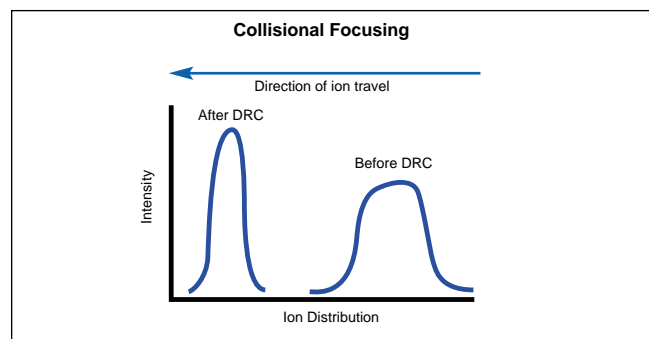 Collisional Focusing
Direction of ion travel
After DRC
Before DRC
Intensity
Ion Distribution